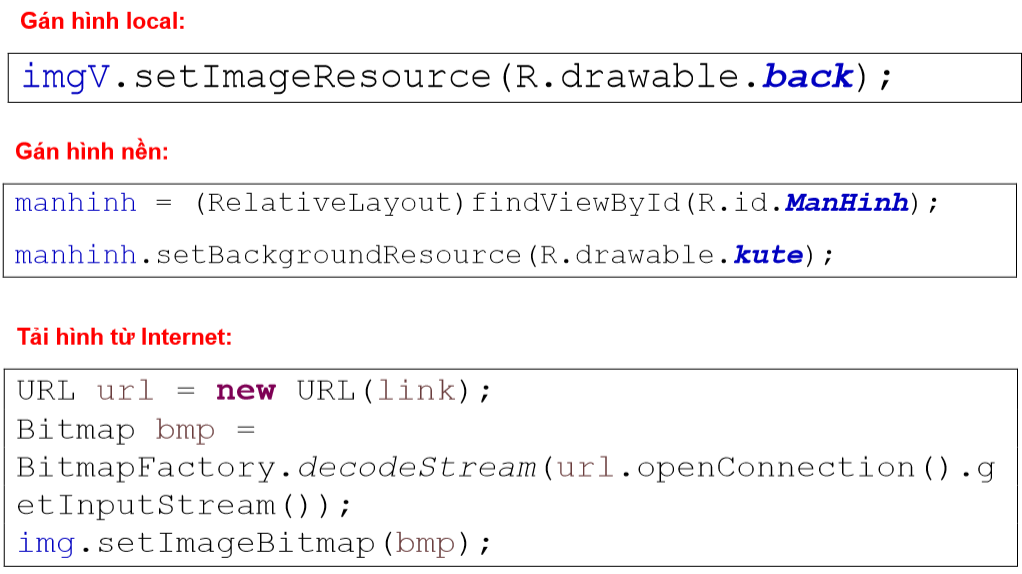 Gán hình local:
imgV.setImageResource(R.drawable.back);
Gán hình nền:
manhinh = (RelativeLayout)findViewById(R.id.ManHinh);
manhinh.setBackgroundResource(R.drawable.kute);
Tải hình từ Internet:
URL url = new URL(link);
Bitmap bmp =
BitmapFactory.decodeStream(url.openConnection().g
etInputStream());
img.setImageBitmap(bmp);